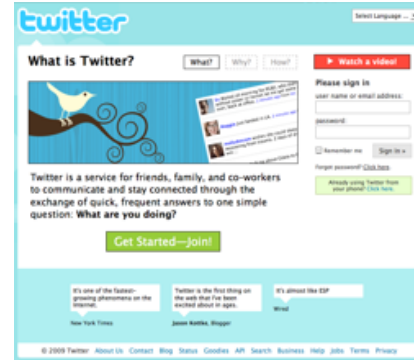 twitter
Select Language ...
What is Twitter?
What?
Why?
How?
Watch a video!
Please sign in
user name or email address:
password:
Remember me
Sign In »
Forgot password? Click here.
Already using Twitter from
your phone? Click here.
Twitter is a service for friends, family, and co-workers
to communicate and stay connected through the
exchange of quick, frequent answers to one simple
question: What are you doing?
Get Started—Join!
It's one of the fastest-
growing phenomena on the
Internet.
New York Times
Twitter is the first thing on
the web that I've been
excited about in ages.
Jason Kottke, Blogger
It's almost like ESP
Wired
© 2009 Twitter About Us Contact Blog Status Goodies API Search Business Help Jobs Terms Privacy